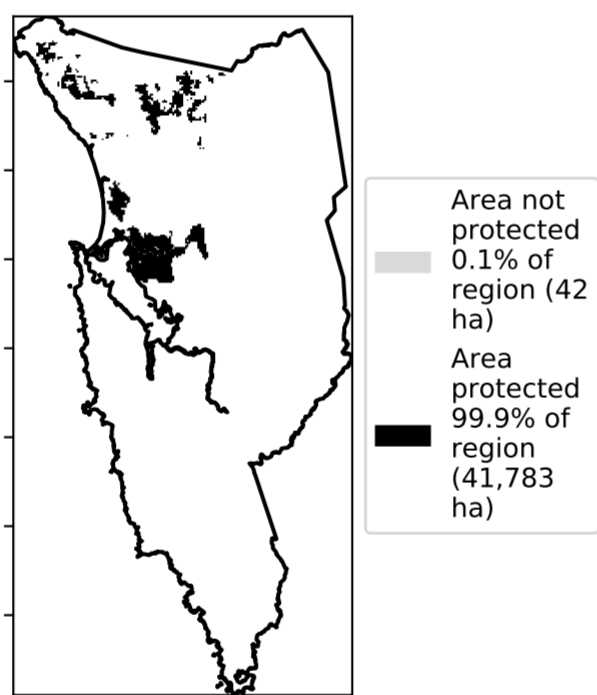 Area not
protected
0.1% of
region (42
ha)
Area
protected
99.9% of
region
(41,783
ha)